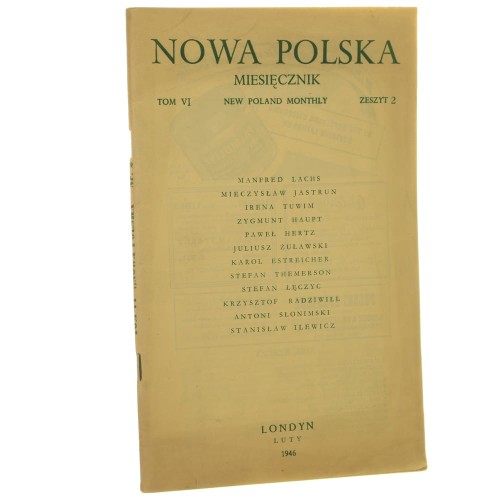 NOWA POLSKA
MIESIĘCZNIK
TOM VI NEW POLAND MONTHLY ZESZYT 2
MANFRED LACHS
MIECZYSŁAW JASTRUN
IRENA TUWIM
ZYGMUNT HAUPT
PAWEŁ HERTZ
JULIUSZ ŻUŁAWSKI
KAROL ESTREICHER
STEFAN THEMERSON
STEFAN ŁĘCZYC
KRZYSZTOF RADZIWIŁŁ
ANTONI SŁONIMSKI
STANISŁAW ILEWICZ
LONDYN
LUTY
1946